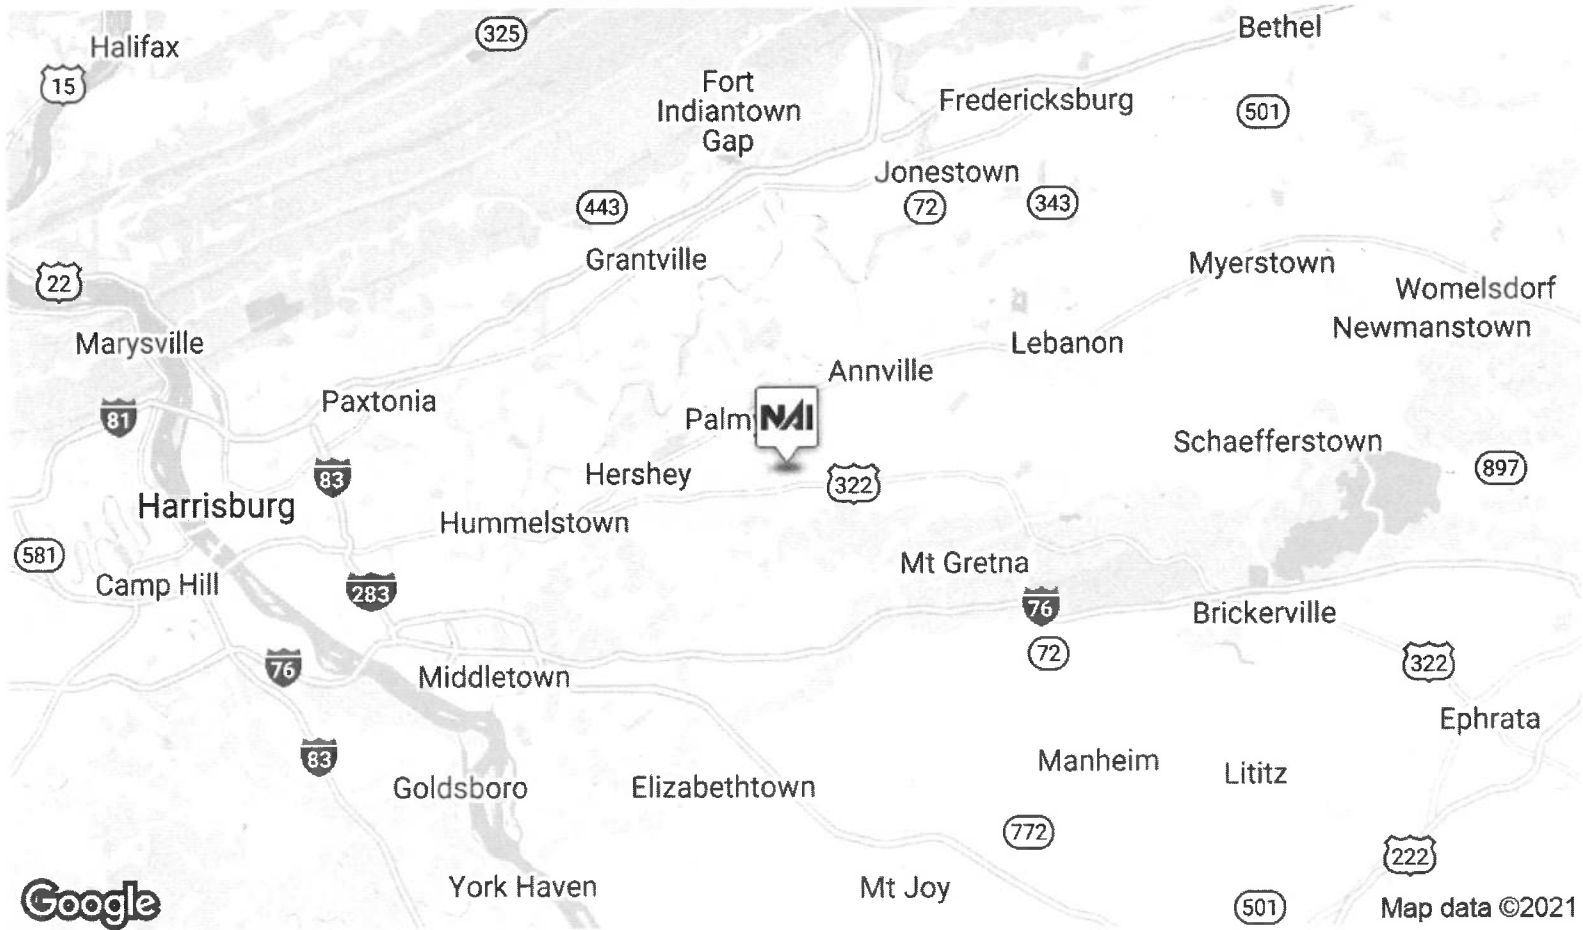 Bethel
325
Halifax
15
Fort
Indiantown
Gap
Fredericksburg
501
Jonestown
443
72
343
Grantville
Myerstown
22
Womelsdorf
Newmanstown
Marysville
Lebanon
Annville
Paxtonia
81
Palm
NAI
Schaefferstown
83
Hershey
322
897
Harrisburg
Hummelstown
581
Mt Gretna
Camp Hill
283
76
Brickerville
72
322
76
Middletown
Ephrata
83
Manheim
Lititz
Goldsboro
Elizabethtown
772
222
York Haven
Mt Joy
Google
501
Map data ©2021